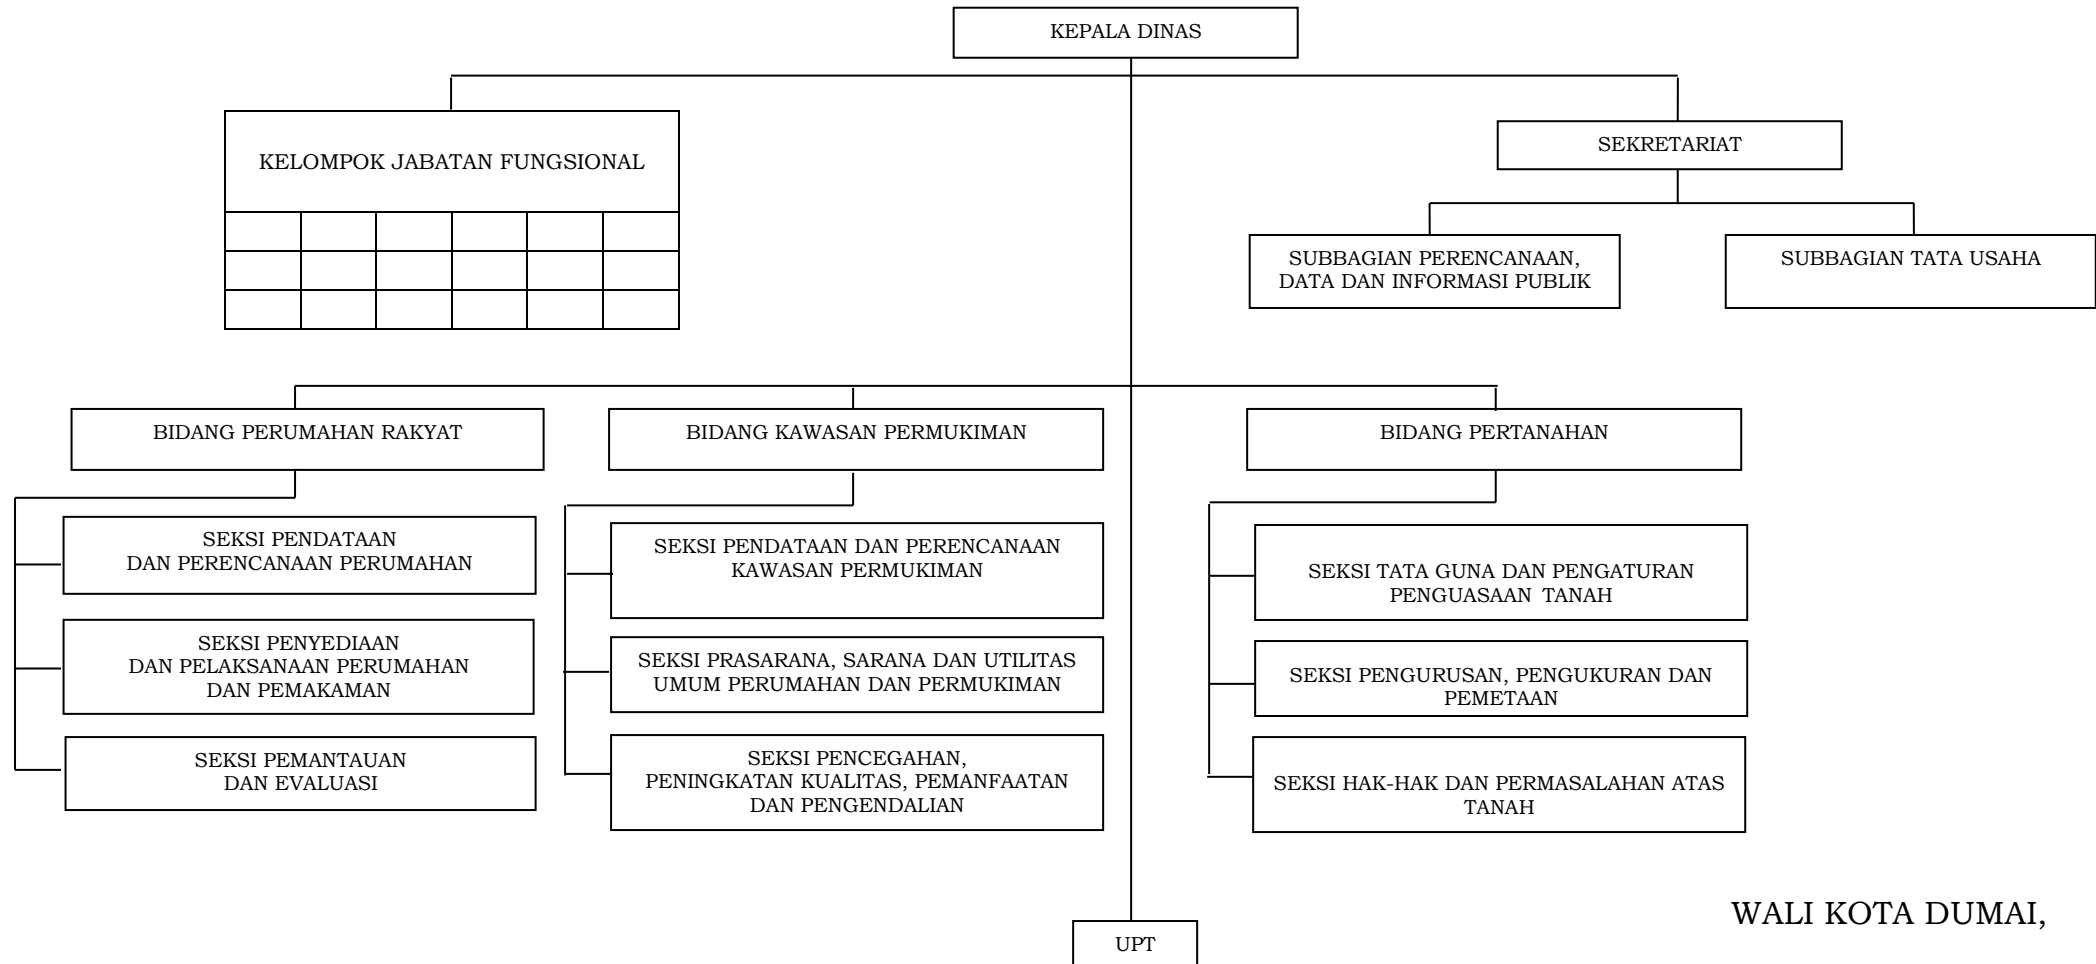 KEPALA DINAS
KELOMPOK JABATAN FUNGSIONAL
SEKRETARIAT
SUBBAGIAN PERENCANAAN,
DATA DAN INFORMASI PUBLIK
SUBBAGIAN TATA USAHA
BIDANG PERUMAHAN RAKYAT
SEKSI PENDATAAN
DAN PERENCANAAN PERUMAHAN
SEKSI PENYEDIAAN
DAN PELAKSANAAN PERUMAHAN
DAN PEMAKAMAN
SEKSI PEMANTAUAN
DAN EVALUASI
BIDANG KAWASAN PERMUKIMAN
SEKSI PENDATAAN DAN PERENCANAAN
KAWASAN PERMUKIMAN
SEKSI PRASARANA, SARANA DAN UTILITAS
UMUM PERUMAHAN DAN PERMUKIMAN
SEKSI PENCEGAHAN,
PENINGKATAN KUALITAS, PEMANFAATAN
DAN PENGENDALIAN
BIDANG PERTANAHAN
SEKSI TATA GUNA DAN PENGATURAN
PENGUASAAN TANAH
SEKSI PENGURUSAN, PENGUKURAN DAN
PEMETAAN
SEKSI HAK-HAK DAN PERMASALAHAN ATAS
TANAH
WALI KOTA DUMAI,
UPT